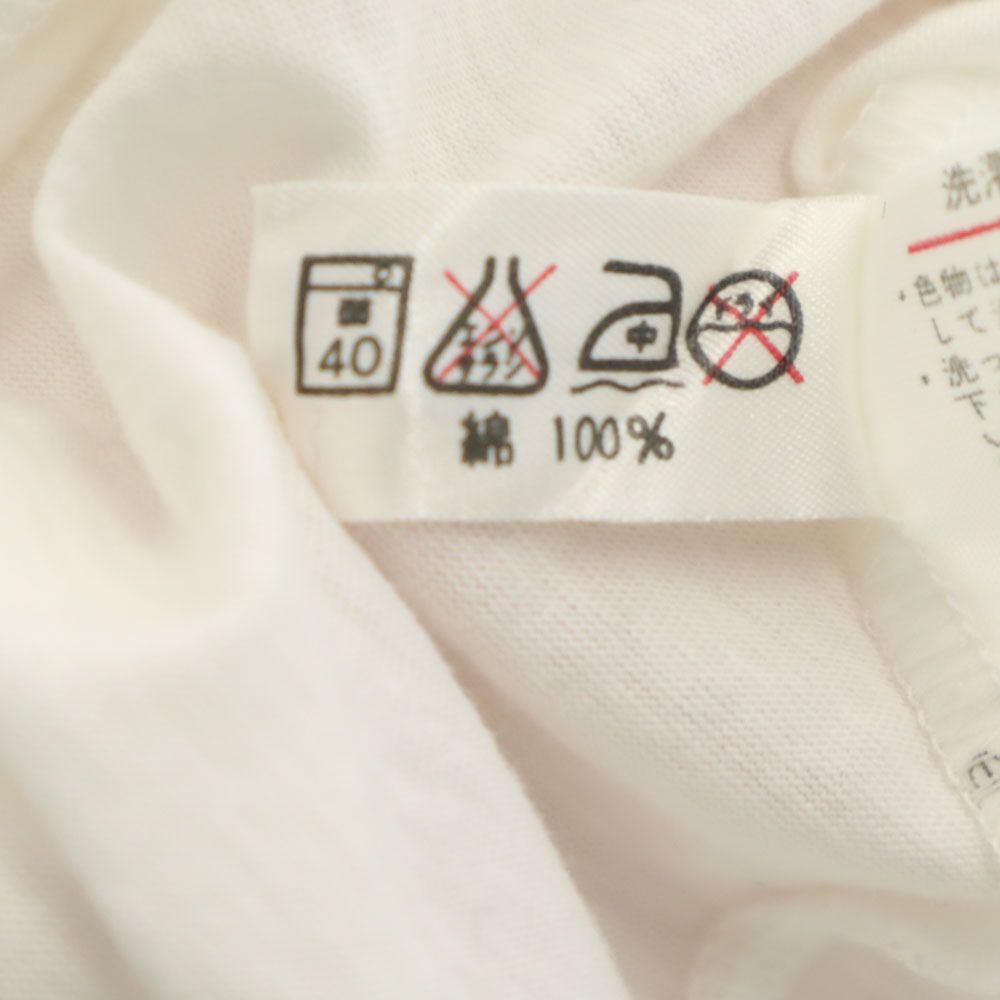 弱
40
エンソ
サラシ
中
ドライ
綿 100%
洗濯
・色物は
して
・洗っ
下